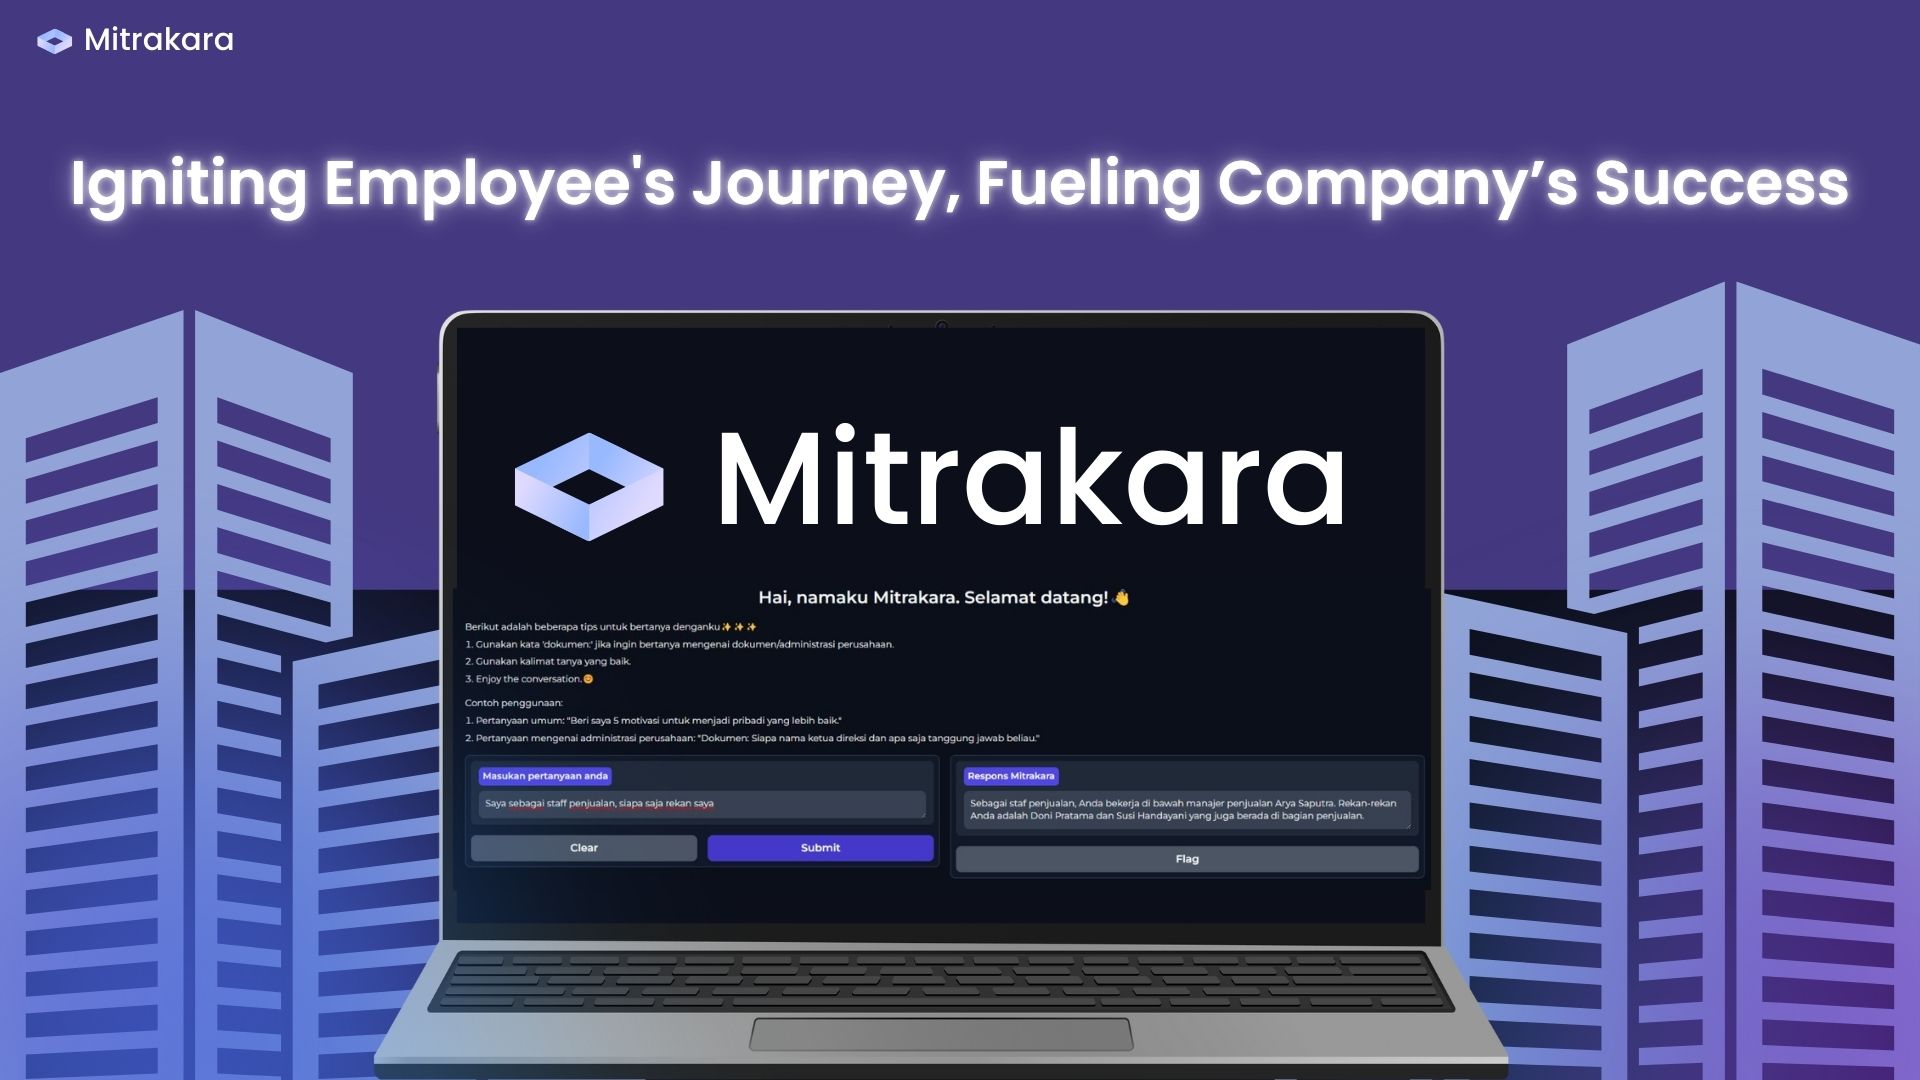 Mitrakara
Igniting Employee's Journey, Fueling Company’s Success
Mitrakara
Hai, namaku Mitrakara. Selamat datang! 👋
Berikut adalah beberapa tips untuk bertanya denganku✨ ✨ ✨
1. Gunakan kata 'dokumen:' jika ingin bertanya mengenai dokumen/administrasi perusahaan.
2. Gunakan kalimat tanya yang baik.
3. Enjoy the conversation.😊
Contoh penggunaan:
1. Pertanyaan umum: "Beri saya 5 motivasi untuk menjadi pribadi yang lebih baik."
2. Pertanyaan mengenai administrasi perusahaan: "Dokumen: Siapa nama ketua direksi dan apa saja tanggung jawab beliau."
Masukan pertanyaan anda
Saya sebagai staff penjualan, siapa saja rekan saya
Clear
Submit
Respons Mitrakara
Sebagai staf penjualan, Anda bekerja di bawah manajer penjualan Arya Saputra. Rekan-rekan
Anda adalah Doni Pratama dan Susi Handayani yang juga berada di bagian penjualan.
Flag